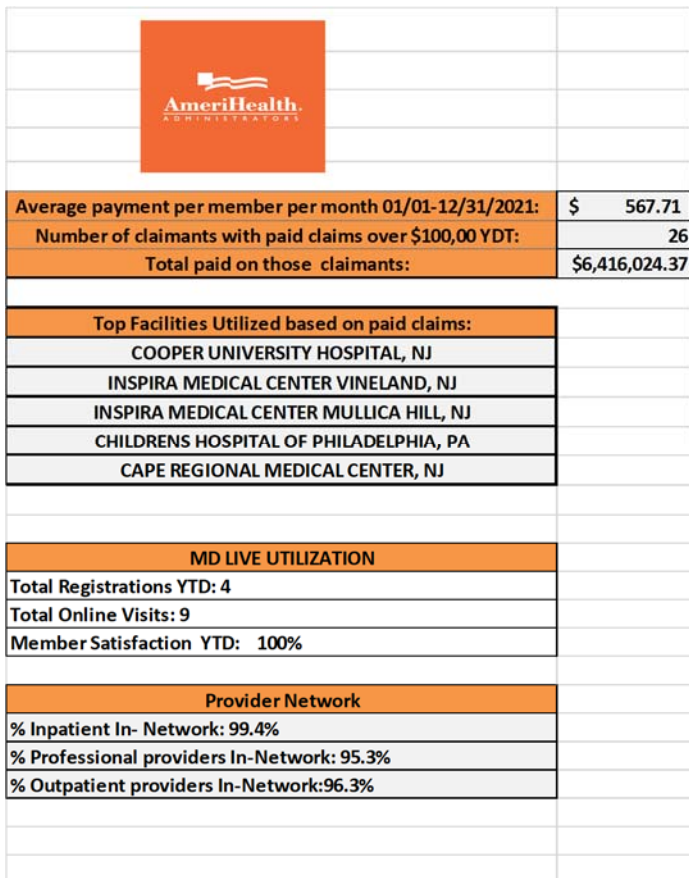 AmeriHealth.
ADMINISTRATORS
Average payment per member per month 01/01-12/31/2021: $ 567.71
Number of claimants with paid claims over $100,00 YDT: 26
Total paid on those claimants: $6,416,024.37
Top Facilities Utilized based on paid claims:
COOPER UNIVERSITY HOSPITAL, NJ
INSPIRA MEDICAL CENTER VINELAND, NJ
INSPIRA MEDICAL CENTER MULLICA HILL, NJ
CHILDRENS HOSPITAL OF PHILADELPHIA, PA
CAPE REGIONAL MEDICAL CENTER, NJ
MD LIVE UTILIZATION
Total Registrations YTD: 4
Total Online Visits: 9
Member Satisfaction YTD: 100%
Provider Network
% Inpatient In- Network: 99.4%
% Professional providers In-Network: 95.3%
% Outpatient providers In-Network:96.3%